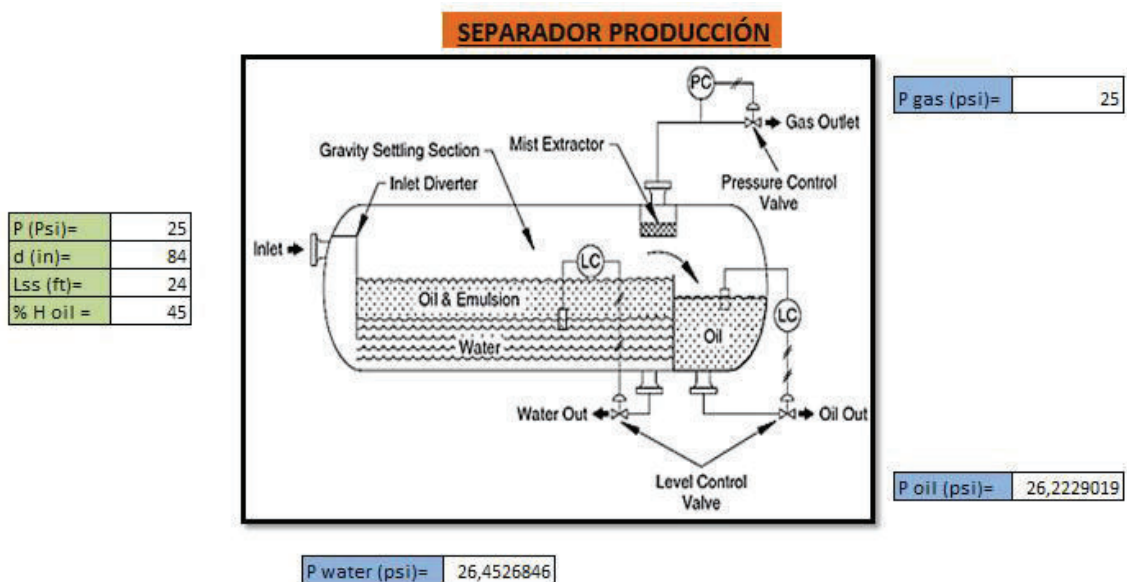 SEPARADOR PRODUCCIÓN
P gas (psi)= 25
PC
Gas Outlet
Mist Extractor
Gravity Settling Section
Inlet Diverter
Pressure Control
Valve
P (Psi)= 25
d (in)= 84
Lss (ft)= 24
% H oil = 45
Inlet
LC
Oil & Emulsion
LC
Oil
Water
Water Out
Oil Out
Level Control
Valve
P oil (psi)= 26,2229019
P water (psi)= 26,4526846